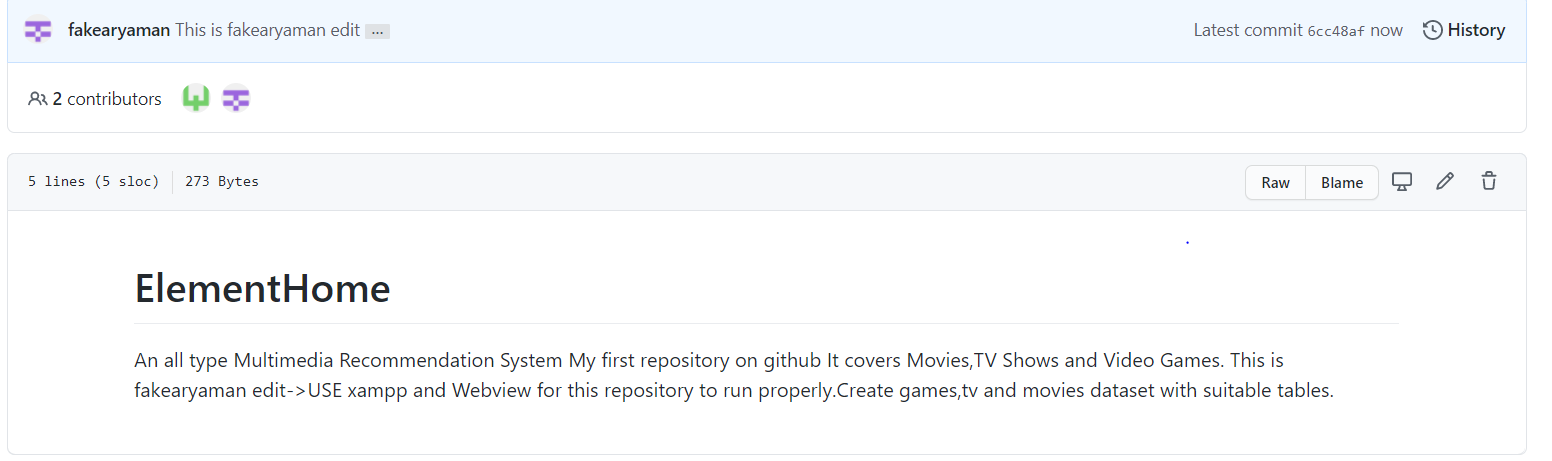 fakearyaman This is fakearyaman edit ... Latest commit 6cc48af now History
2 contributors
5 lines (5 sloc) 273 Bytes Raw Blame
ElementHome
An all type Multimedia Recommendation System My first repository on github It covers Movies,TV Shows and Video Games. This is
fakearyaman edit->USE xampp and Webview for this repository to run properly.Create games,tv and movies dataset with suitable tables.